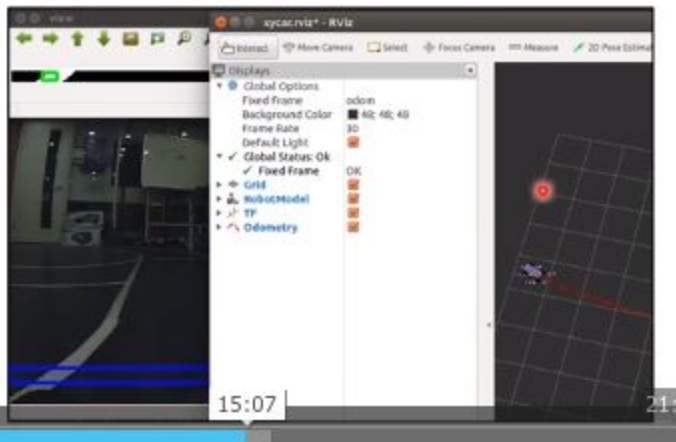 view
xycar.rviz* - RViz
Interact Move Camera Select Focus Camera Measure 2D Pose Estima
Displays
Global Options
Fixed Frame odom
Background Color 48; 48; 48
Frame Rate 30
Default Light
Global Status: Ok
Fixed Frame OK
Grid
RobotModel
TF
Odometry
15:07
21: